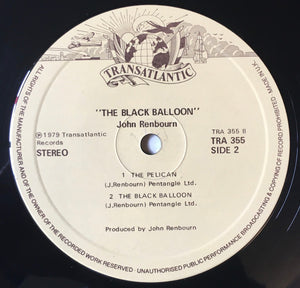 TRANSATLANTIC
"THE BLACK BALLOON"
John Renbourn
℗ 1979 Transatlantic
Records
STEREO
TRA 355 B
TRA 355
SIDE 2
1 THE PELICAN
(J.Renbourn) Pentangle Ltd.
2 THE BLACK BALLOON
(J.Renbourn) Pentangle Ltd.
Produced by John Renbourn
ALL RIGHTS OF THE MANUFACTURER AND OF THE OWNER OF THE RECORDED WORK RESERVED · UNAUTHORISED PUBLIC PERFORMANCE BROADCASTING & COPYING OF RECORD PROHIBITED. MADE IN U.K.